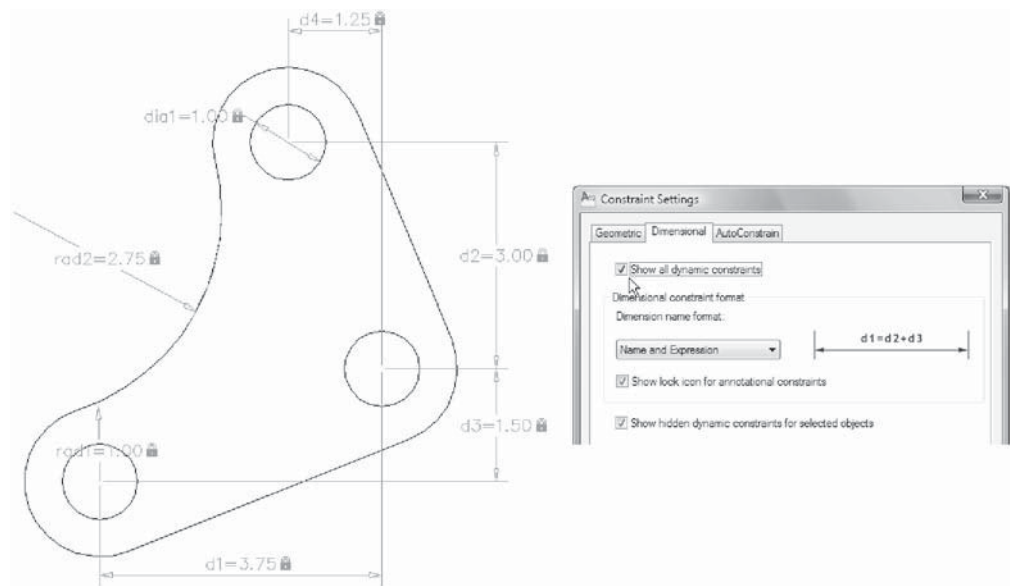 d4=1.25
dia1=1.00
rad2=2.75
d2=3.00
d3=1.50
rad1=1.00
d1=3.75
Constraint Settings
Geometric Dimensional AutoConstrain
Show all dynamic constraints
Dimensional constraint format
Dimension name format:
Name and Expression
d1=d2+d3
Show lock icon for annotational constraints
Show hidden dynamic constraints for selected objects